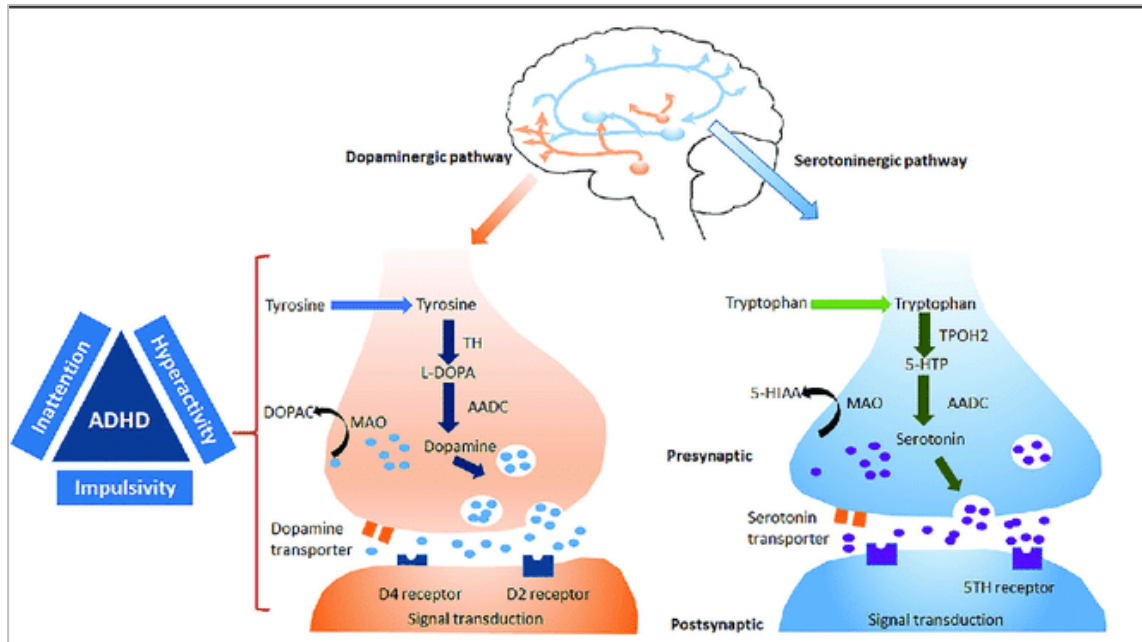 Dopaminergic pathway
Serotoninergic pathway
Tyrosine
Tyrosine
TH
L-DOPA
DOPAC
MAO
AADC
Dopamine
Inattention
Hyperactivity
ADHD
Impulsivity
Dopamine
transporter
D4 receptor
D2 receptor
Signal transduction
Tryptophan
Tryptophan
TPOH2
5-HTP
5-HIAA
MAO
AADC
Serotonin
Presynaptic
Serotonin
transporter
5TH receptor
Postsynaptic
Signal transduction